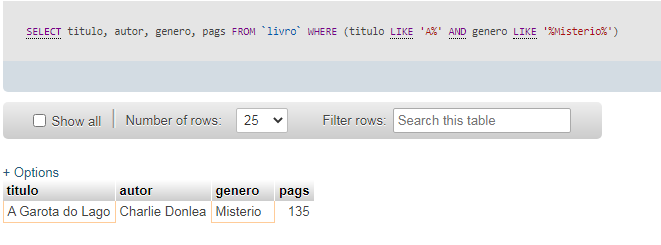 SELECT titulo, autor, genero, pags FROM `livro` WHERE (titulo LIKE 'A%' AND genero LIKE '%Misterio%')
Show all Number of rows: 25 Filter rows: Search this table
+ Options
titulo autor genero pags
A Garota do Lago Charlie Donlea Misterio 135